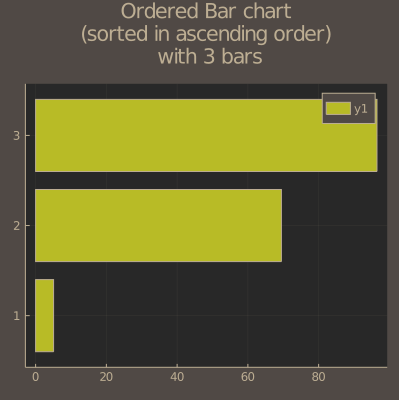 Ordered Bar chart
(sorted in ascending order)
with 3 bars
y1
3
2
1
0 20 40 60 80